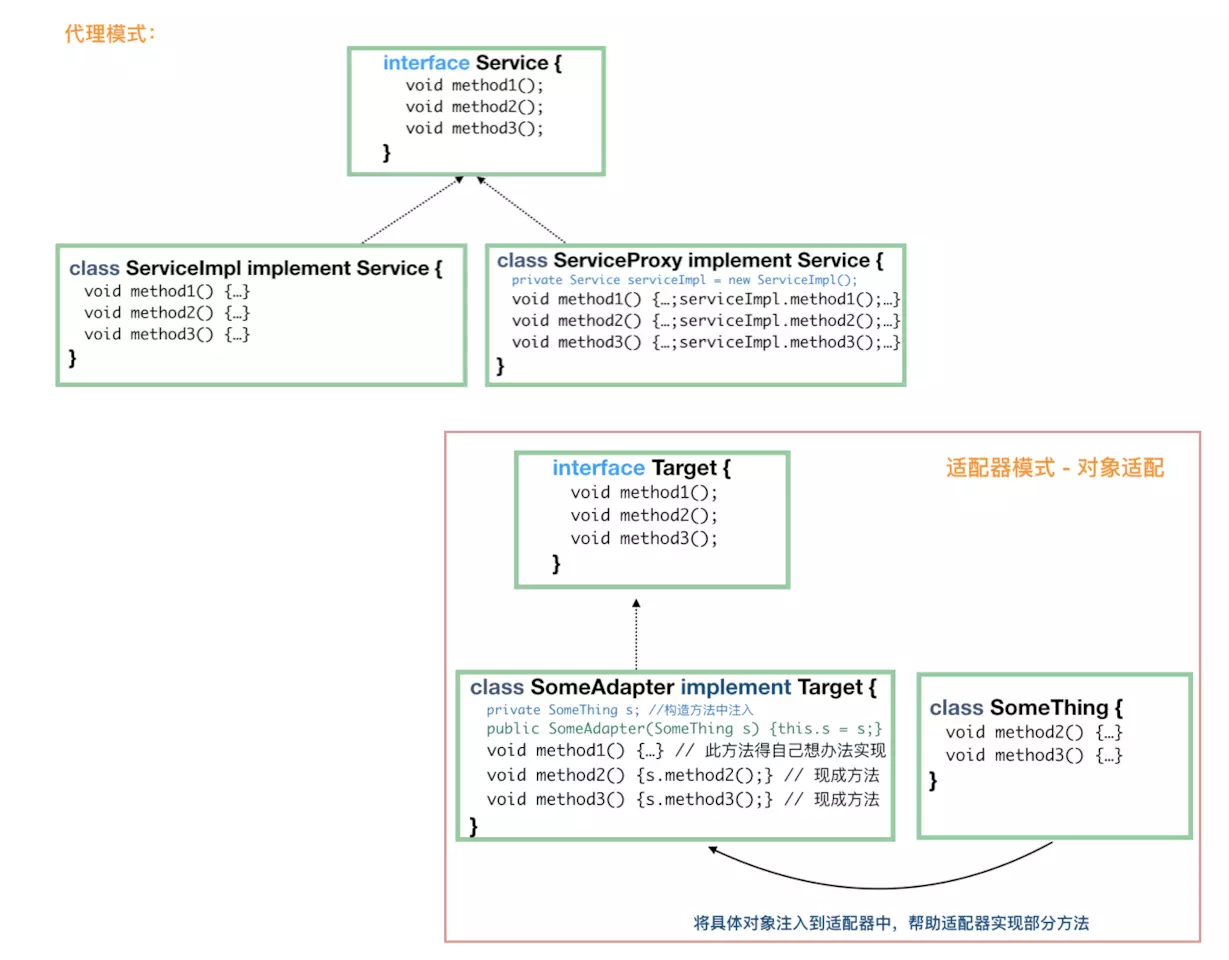 代理模式:
interface Service {
void method1();
void method2();
void method3();
}
class ServiceImpl implement Service {
void method1() {…}
void method2() {…}
void method3() {…}
}
class ServiceProxy implement Service {
private Service serviceImpl = new ServiceImpl();
void method1() {…;serviceImpl.method1();…}
void method2() {…;serviceImpl.method2();…}
void method3() {…;serviceImpl.method3();…}
}
适配器模式 - 对象适配
interface Target {
void method1();
void method2();
void method3();
}
class SomeAdapter implement Target {
private SomeThing s; //构造方法中注入
public SomeAdapter(SomeThing s) {this.s = s;}
void method1() {…} // 此方法得自己想办法实现
void method2() {s.method2();} // 现成方法
void method3() {s.method3();} // 现成方法
}
class SomeThing {
void method2() {…}
void method3() {…}
}
将具体对象注入到适配器中，帮助适配器实现部分方法